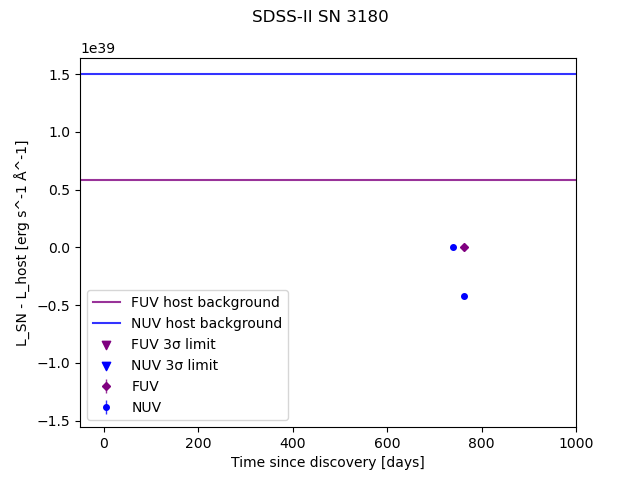 SDSS-II SN 3180
1e39
1.5
1.0
0.5
0.0
−0.5
−1.0
−1.5
L_SN - L_host [erg s^-1 Å^-1]
FUV host background
NUV host background
FUV 3σ limit
NUV 3σ limit
FUV
NUV
0 200 400 600 800 1000
Time since discovery [days]